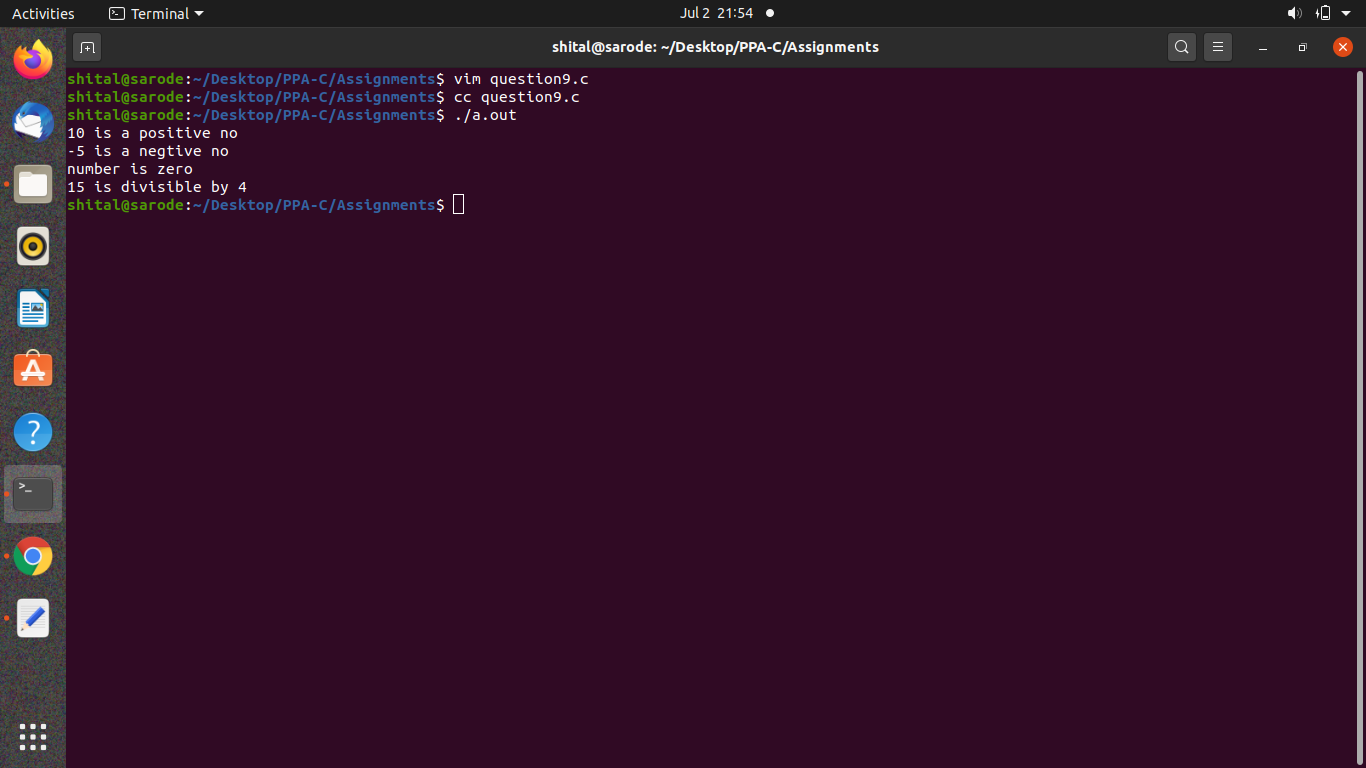 Activities
Terminal
Jul 2 21:54
shital@sarode: ~/Desktop/PPA-C/Assignments
shital@sarode:~/Desktop/PPA-C/Assignments$ vim question9.c
shital@sarode:~/Desktop/PPA-C/Assignments$ cc question9.c
shital@sarode:~/Desktop/PPA-C/Assignments$ ./a.out
10 is a positive no
-5 is a negtive no
number is zero
15 is divisible by 4
shital@sarode:~/Desktop/PPA-C/Assignments$